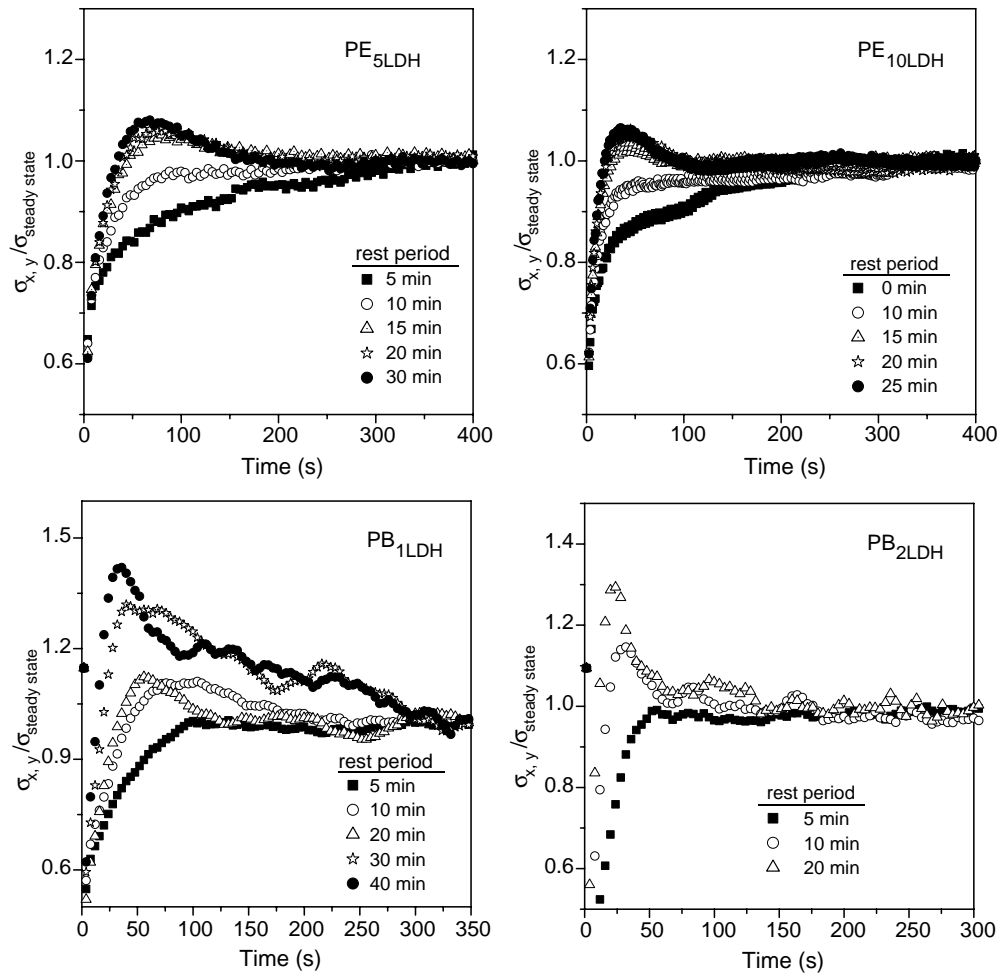 PE5LDH
σx, y /σsteady state
1.2
1.0
0.8
0.6
rest period
5 min
10 min
15 min
20 min
30 min
0 100 200 300 400
Time (s)
PE10LDH
1.2
1.0
0.8
0.6
rest period
0 min
10 min
15 min
20 min
25 min
0 100 200 300 400
Time (s)
PB1LDH
σx, y /σsteady state
1.5
1.2
0.9
0.6
rest period
5 min
10 min
20 min
30 min
40 min
0 50 100 150 200 250 300 350
Time (s)
PB2LDH
σx, y /σsteady state
1.4
1.2
1.0
0.8
0.6
rest period
5 min
10 min
20 min
0 50 100 150 200 250 300
Time (s)